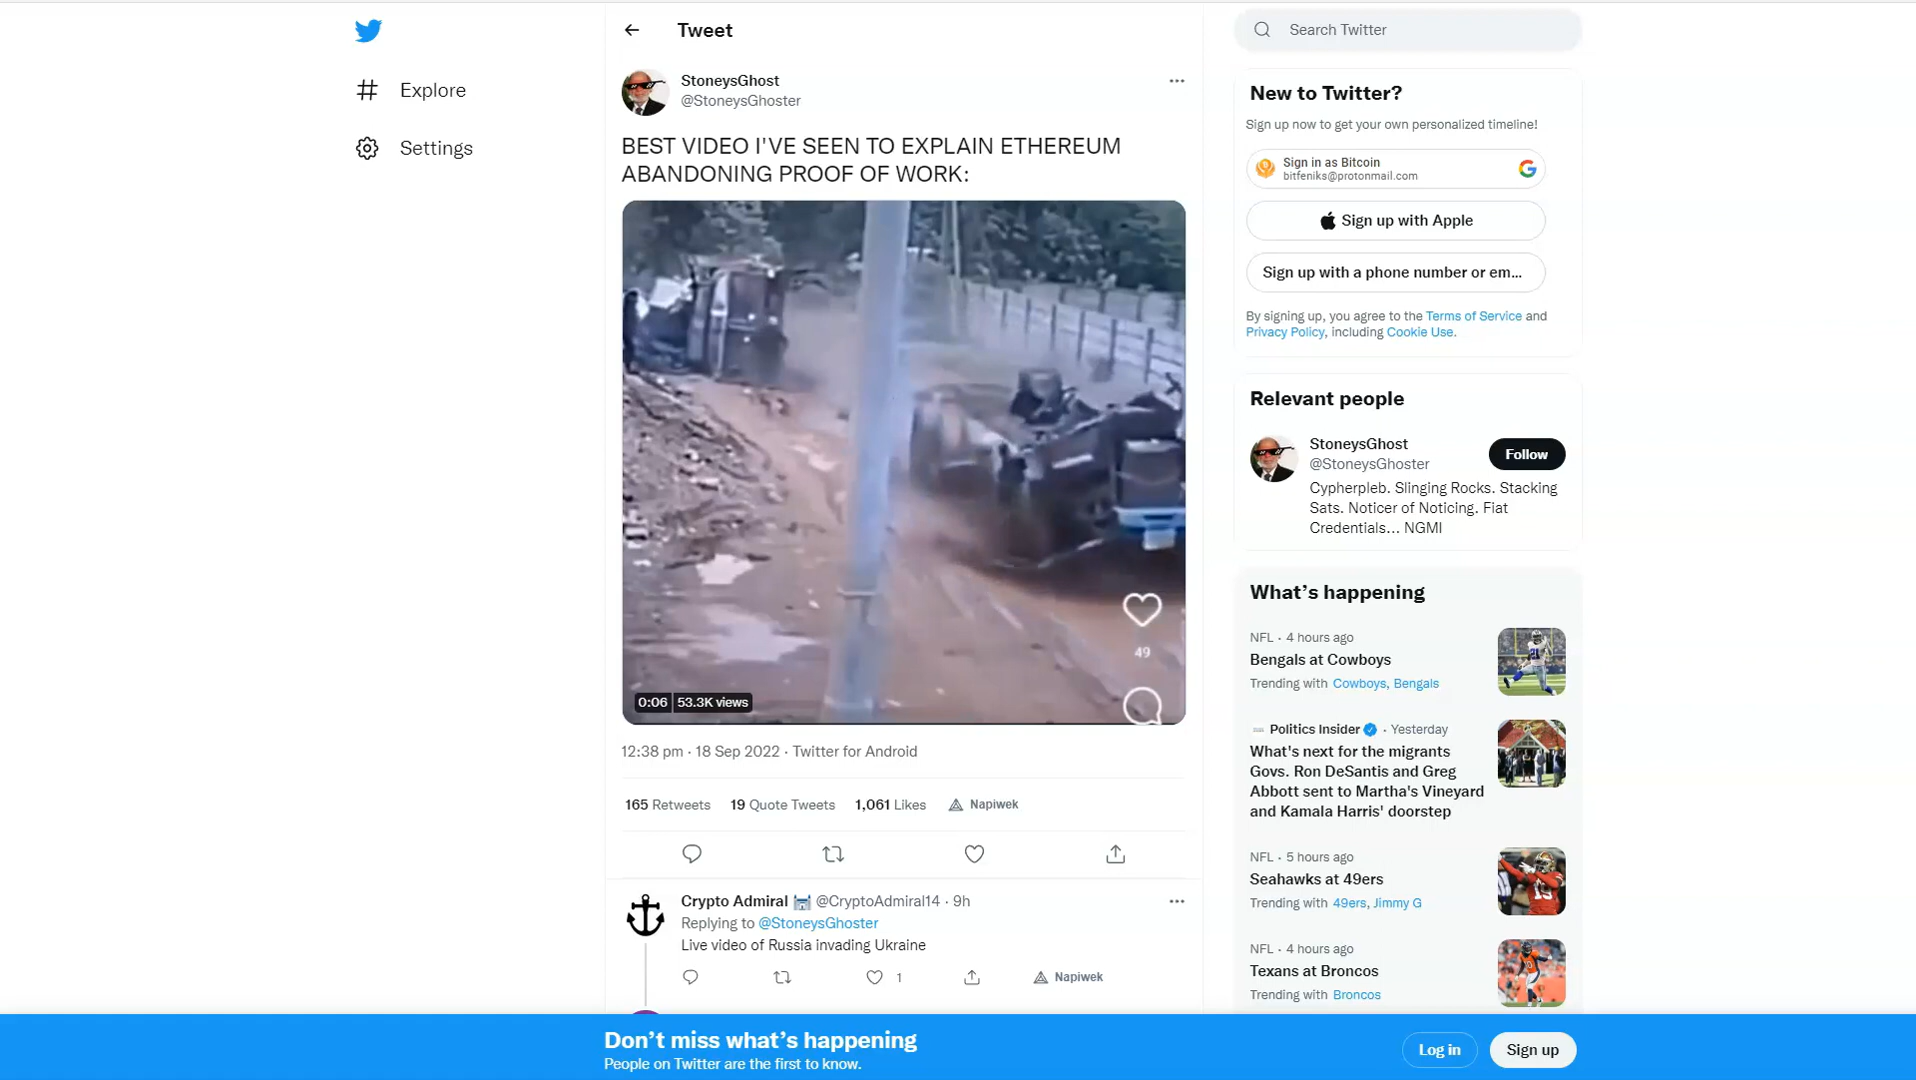 Tweet
Search Twitter
Explore
Settings
StoneysGhost
@StoneysGhoster
BEST VIDEO I'VE SEEN TO EXPLAIN ETHEREUM
ABANDONING PROOF OF WORK:
49
0:06 53.3K views
12:38 pm · 18 Sep 2022 · Twitter for Android
165 Retweets 19 Quote Tweets 1,061 Likes Napiwek
Crypto Admiral @CryptoAdmiral14 · 9h
Replying to @StoneysGhoster
Live video of Russia invading Ukraine
1 Napiwek
New to Twitter?
Sign up now to get your own personalized timeline!
Sign in as Bitcoin
bitfeniks@protonmail.com
Sign up with Apple
Sign up with a phone number or em...
By signing up, you agree to the Terms of Service and
Privacy Policy, including Cookie Use.
Relevant people
StoneysGhost
@StoneysGhoster
Follow
Cypherpleb. Slinging Rocks. Stacking
Sats. Noticer of Noticing. Fiat
Credentials... NGMI
What's happening
NFL · 4 hours ago
Bengals at Cowboys
Trending with Cowboys, Bengals
Politics Insider · Yesterday
What's next for the migrants
Govs. Ron DeSantis and Greg
Abbott sent to Martha's Vineyard
and Kamala Harris' doorstep
NFL · 5 hours ago
Seahawks at 49ers
Trending with 49ers, Jimmy G
NFL · 4 hours ago
Texans at Broncos
Trending with Broncos
Don't miss what's happening
People on Twitter are the first to know.
Log in
Sign up